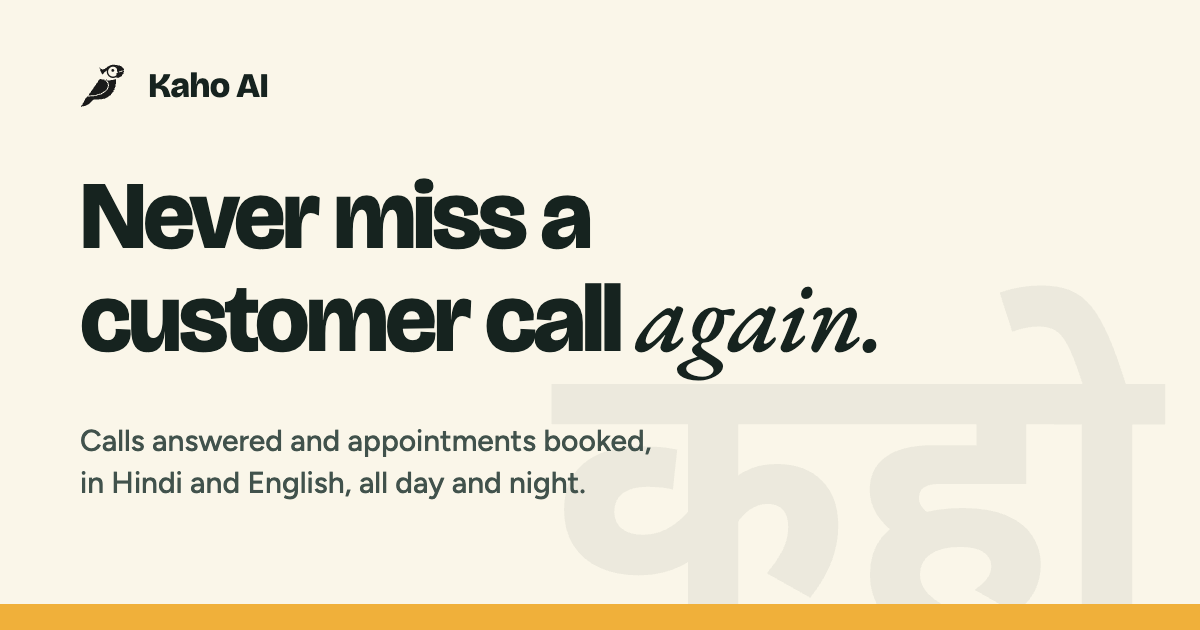 Kaho AI
Never miss a
customer call again.
Calls answered and appointments booked,
in Hindi and English, all day and night.
कहो